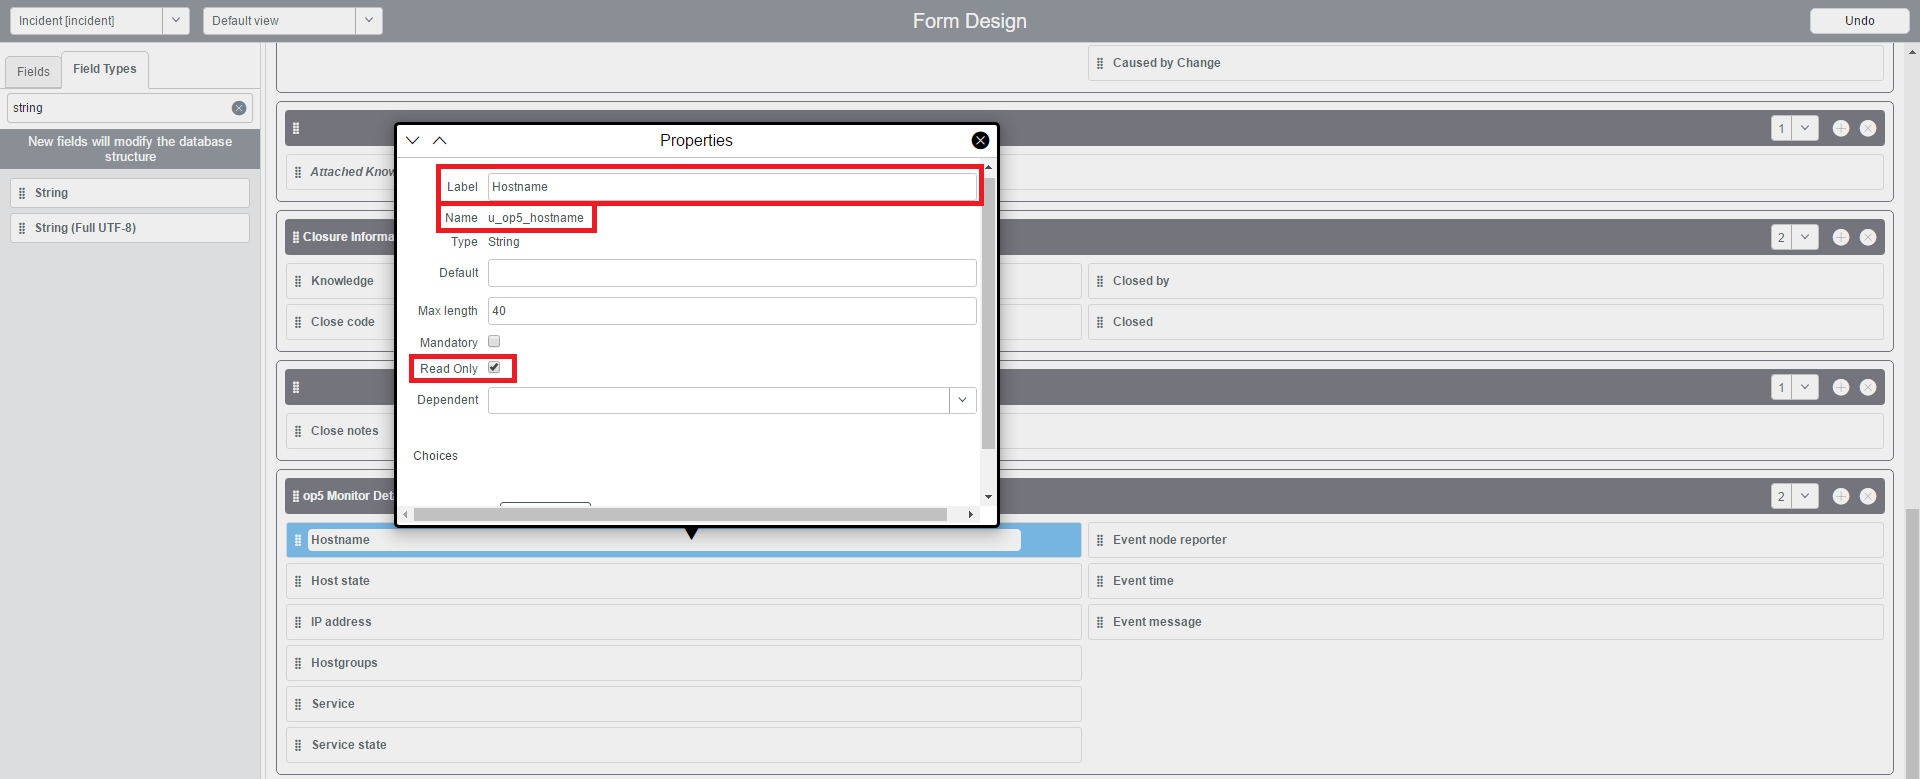 Incident [incident]
Default view
Form Design
Undo
Fields
Field Types
string
New fields will modify the database
structure
String
String (Full UTF-8)
Caused by Change
1
Attached Know
Closure Informa
2
Knowledge
Closed by
Close code
Closed
1
Close notes
op5 Monitor Det
2
Hostname
Event node reporter
Host state
Event time
IP address
Event message
Hostgroups
Service
Service state
Properties
Label Hostname
Name u_op5_hostname
Type String
Default
Max length 40
Mandatory
Read Only
Dependent
Choices